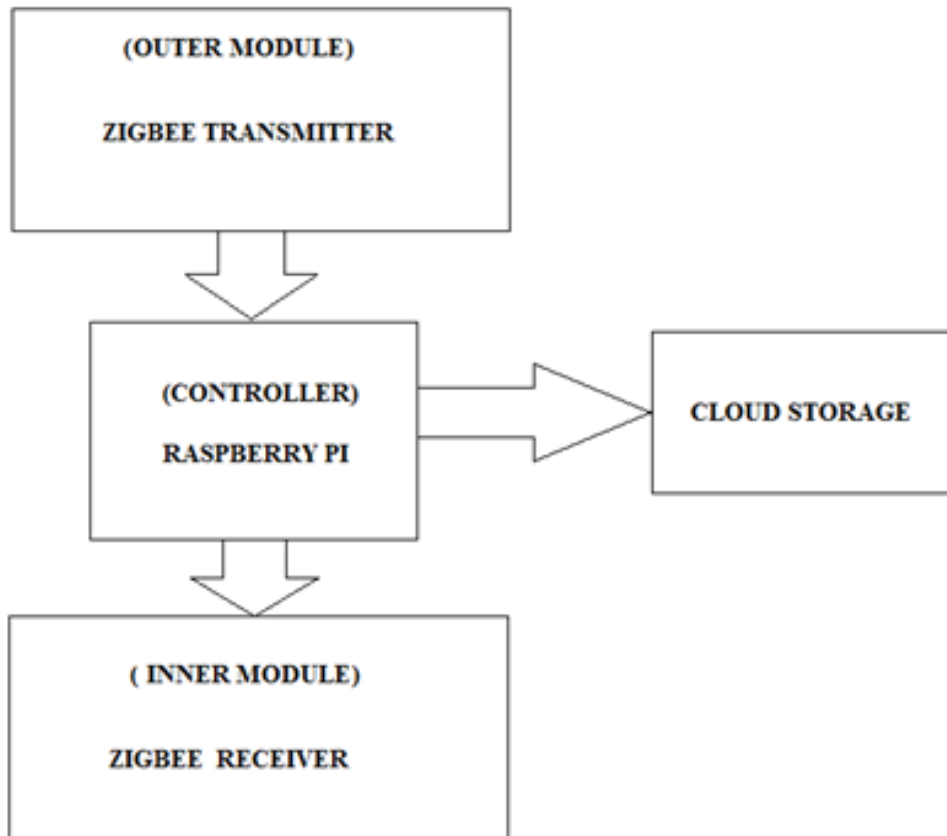 (OUTER MODULE)
ZIGBEE TRANSMITTER
(CONTROLLER)
RASPBERRY PI
CLOUD STORAGE
( INNER MODULE)
ZIGBEE RECEIVER